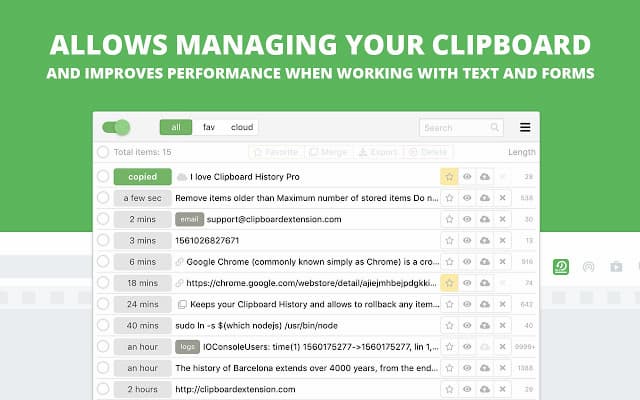 ALLOWS MANAGING YOUR CLIPBOARD
AND IMPROVES PERFORMANCE WHEN WORKING WITH TEXT AND FORMS
all fav cloud Search
Total items: 15 Favorite Merge Export Delete Length
copied I love Clipboard History Pro 28
a few sec Remove items older than Maximum number of stored items Do n... 538
2 mins email support@clipboardextension.com 30
3 mins 1561026827671 13
6 mins Google Chrome (commonly known simply as Chrome) is a cro... 516
18 mins https://chrome.google.com/webstore/detail/ajiejmhbejpdgkki... 74
24 mins Keeps your Clipboard History and allows to rollback any item... 642
40 mins sudo ln -s $(which nodejs) /usr/bin/node 40
an hour logs IOConsoleUsers: time(1) 1560175277->1560175277, lin 1,... 9999+
an hour The history of Barcelona extends over 4000 years, from the end... 1388
2 hours http://clipboardextension.com 29